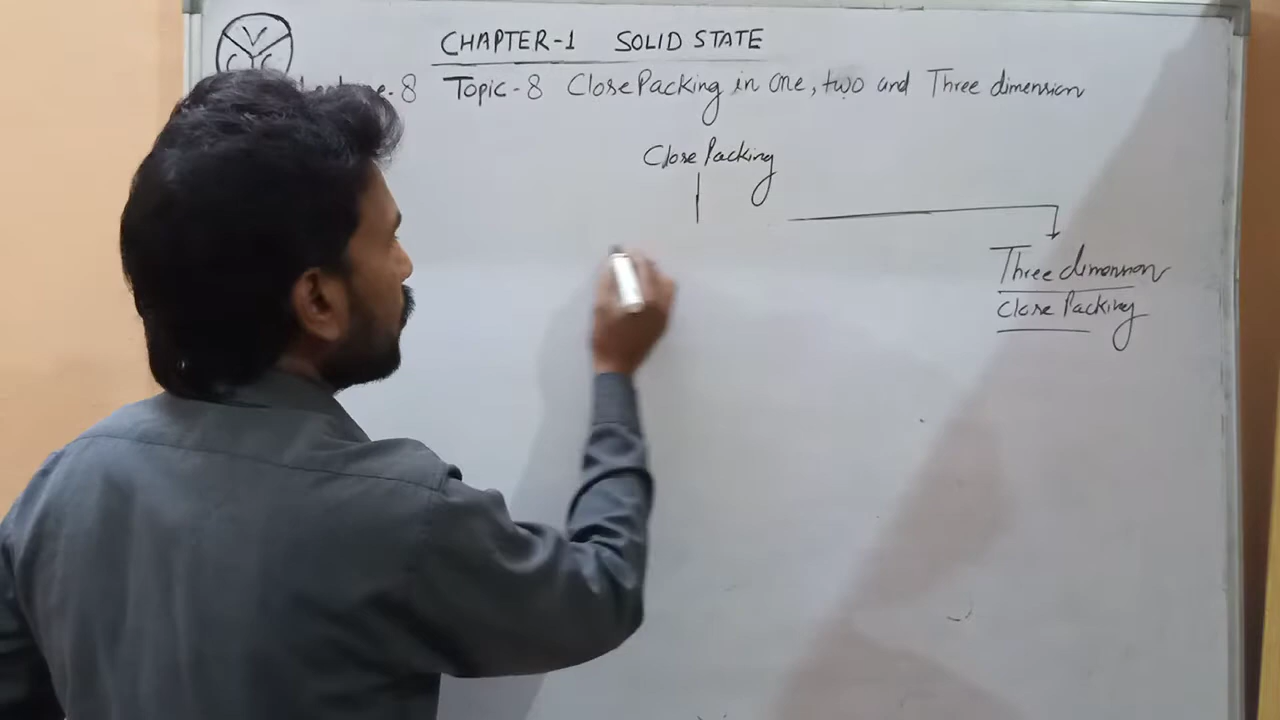 CHAPTER-1 SOLID STATE
8 Topic-8 Close Packing in one, two and Three dimension
Close Packing
Three dimension
Close Packing